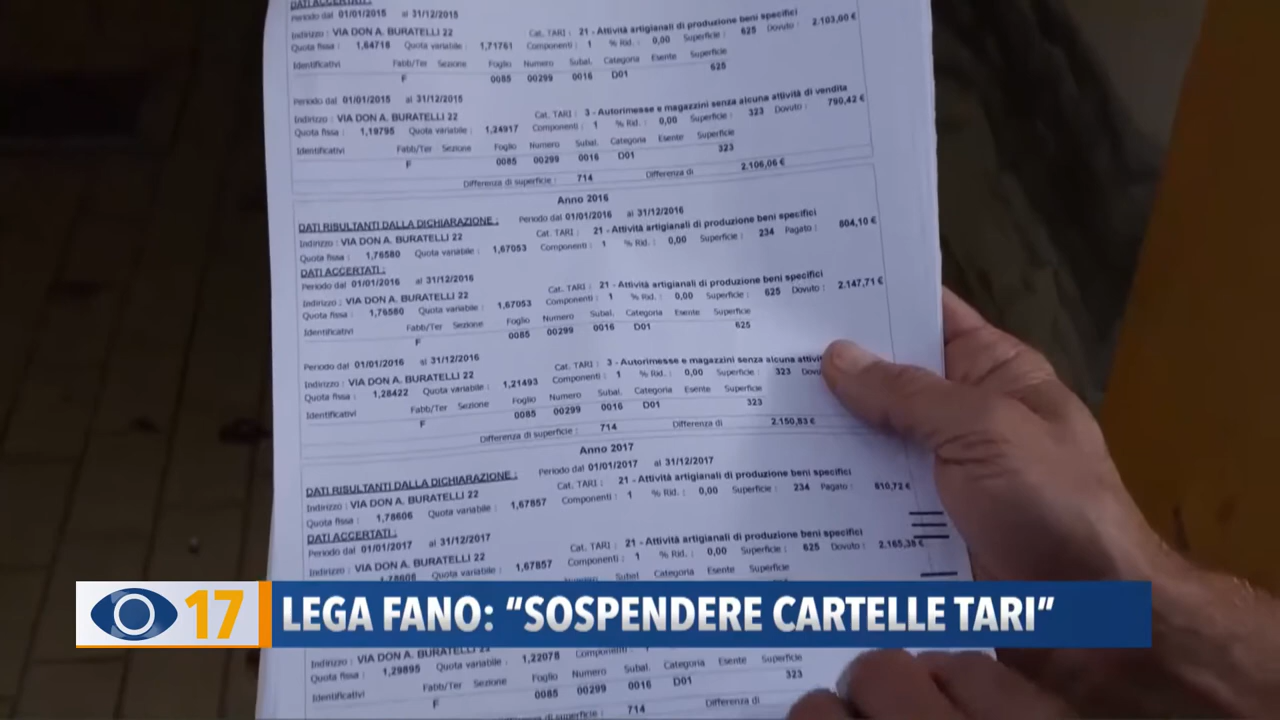 DATI ACCERTATI :
Periodo dal 01/01/2015 al 31/12/2015
Indirizzo : VIA DON A. BURATELLI 22 Cat. TARI : 21 - Attività artigianali di produzione beni specifici
Quota fissa : 1,64718 Quota variabile : 1,71761 Componenti : 1 % Rid. : 0,00 Superficie : 625 Dovuto : 2.103,00 €
Identificativi Fabb/Ter Sezione Foglio Numero Subal. Categoria Esente Superficie
F 0085 00299 0016 D01 625
Periodo dal 01/01/2015 al 31/12/2015
Indirizzo : VIA DON A. BURATELLI 22 Cat. TARI : 3 - Autorimesse e magazzini senza alcuna attività di vendita
Quota fissa : 1,19795 Quota variabile : 1,24917 Componenti : 1 % Rid. : 0,00 Superficie : 323 Dovuto : 790,42 €
Identificativi Fabb/Ter Sezione Foglio Numero Subal. Categoria Esente Superficie
F 0085 00299 0016 D01 323
Differenza di superficie : 714 Differenza di 2.106,06 €
Anno 2016
DATI RISULTANTI DALLA DICHIARAZIONE : Periodo dal 01/01/2016 al 31/12/2016
Indirizzo : VIA DON A. BURATELLI 22 Cat. TARI : 21 - Attività artigianali di produzione beni specifici
Quota fissa : 1,76580 Quota variabile : 1,67053 Componenti : 1 % Rid. : 0,00 Superficie : 234 Pagato : 804,10 €
DATI ACCERTATI :
Periodo dal 01/01/2016 al 31/12/2016
Indirizzo : VIA DON A. BURATELLI 22 Cat. TARI : 21 - Attività artigianali di produzione beni specifici
Quota fissa : 1,76580 Quota variabile : 1,67053 Componenti : 1 % Rid. : 0,00 Superficie : 625 Dovuto : 2.147,71 €
Identificativi Fabb/Ter Sezione Foglio Numero Subal. Categoria Esente Superficie
F 0085 00299 0016 D01 625
Periodo dal 01/01/2016 al 31/12/2016
Indirizzo : VIA DON A. BURATELLI 22 Cat. TARI : 3 - Autorimesse e magazzini senza alcuna
Quota fissa : 1,28422 Quota variabile : 1,21493 Componenti : 1 % Rid. : 0,00 Superficie : 323
Identificativi Fabb/Ter Sezione Foglio Numero Subal. Categoria Esente Superficie
F 0085 00299 0016 D01 323
Differenza di superficie : 714 Differenza di 2.150,83 €
Anno 2017
DATI RISULTANTI DALLA DICHIARAZIONE : Periodo dal 01/01/2017 al 31/12/2017
Indirizzo : VIA DON A. BURATELLI 22 Cat. TARI : 21 - Attività artigianali di produzione beni specifici
Quota fissa : 1,78606 Quota variabile : 1,67857 Componenti : 1 % Rid. : 0,00 Superficie : 234 Pagato : 810,72 €
DATI ACCERTATI :
Periodo dal 01/01/2017 al 31/12/2017
Indirizzo : VIA DON A. BURATELLI 22 Cat. TARI : 21 - Attività artigianali di produzione beni specifici
1,78606 Quota variabile : 1,67857 Componenti : 1 % Rid. : 0,00 Superficie : 625 Dovuto : 2.165,38 €
Subal Categoria Esente Superficie
17 LEGA FANO: “SOSPENDERE CARTELLE TARI”
Indirizzo : VIA DON A. BURATELLI 22
Quota fissa : 1,29895 Quota variabile : 1,22078
Identificativi Fabb/Ter Sezione Foglio Numero Subal. Categoria Esente Superficie
F 0085 00299 0016 D01 323
714 Differenza di